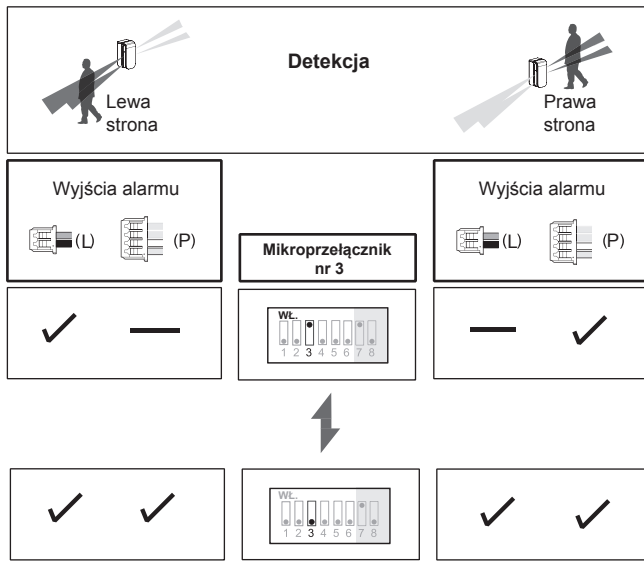 Detekcja
Lewa
strona
Prawa
strona
Wyjścia alarmu
(L) (P)
Mikroprzełącznik
nr 3
Wyjścia alarmu
(L) (P)
WŁ.
1 2 3 4 5 6 7 8
WŁ.
1 2 3 4 5 6 7 8